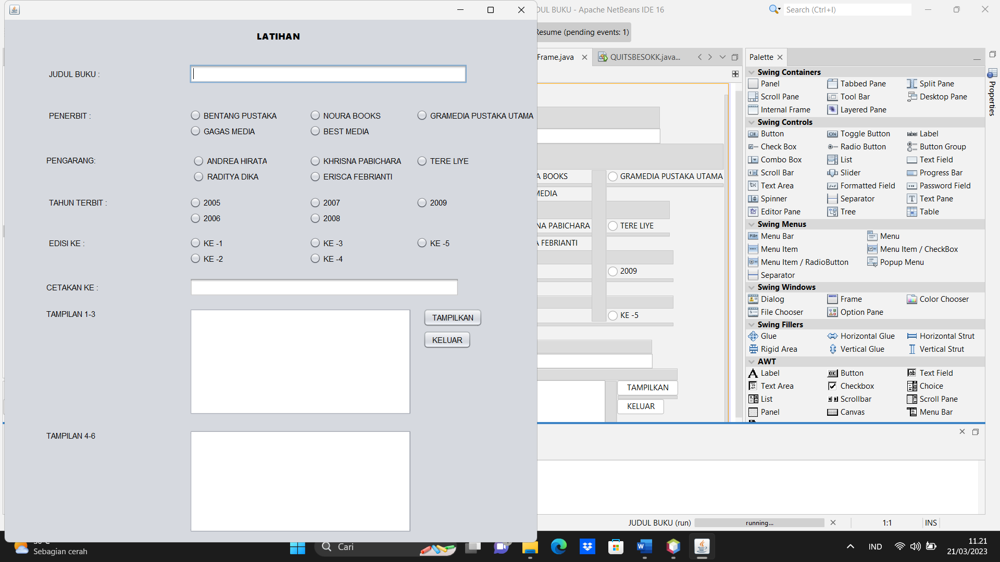 LATIHAN
JUDUL BUKU :
PENERBIT :
BENTANG PUSTAKA
NOURA BOOKS
GRAMEDIA PUSTAKA UTAMA
GAGAS MEDIA
BEST MEDIA
PENGARANG:
ANDREA HIRATA
KHRISNA PABICHARA
TERE LIYE
RADITYA DIKA
ERISCA FEBRIANTI
TAHUN TERBIT :
2005
2007
2009
2006
2008
EDISI KE :
KE -1
KE -3
KE -5
KE -2
KE -4
CETAKAN KE :
TAMPILAN 1-3
TAMPILKAN
KELUAR
TAMPILAN 4-6
DUL BUKU - Apache NetBeans IDE 16
Search (Ctrl+I)
Resume (pending events: 1)
Frame.java
QUITSBESOKK.java...
A BOOKS
GRAMEDIA PUSTAKA UTAMA
MEDIA
NA PABICHARA
TERE LIYE
A FEBRIANTI
2009
KE -5
TAMPILKAN
KELUAR
Palette
Swing Containers
Panel
Tabbed Pane
Split Pane
Scroll Pane
Tool Bar
Desktop Pane
Internal Frame
Layered Pane
Swing Controls
Button
Toggle Button
Label
Check Box
Radio Button
Button Group
Combo Box
List
Text Field
Scroll Bar
Slider
Progress Bar
Text Area
Formatted Field
Password Field
Spinner
Separator
Text Pane
Editor Pane
Tree
Table
Swing Menus
Menu Bar
Menu
Menu Item
Menu Item / CheckBox
Menu Item / RadioButton
Popup Menu
Separator
Swing Windows
Dialog
Frame
Color Chooser
File Chooser
Option Pane
Swing Fillers
Glue
Horizontal Glue
Horizontal Strut
Rigid Area
Vertical Glue
Vertical Strut
AWT
Label
Button
Text Field
Text Area
Checkbox
Choice
List
Scrollbar
Scroll Pane
Panel
Canvas
Menu Bar
Properties
JUDUL BUKU (run)
running...
1:1
INS
Sebagian cerah
Cari
IND
11.21
21/03/2023